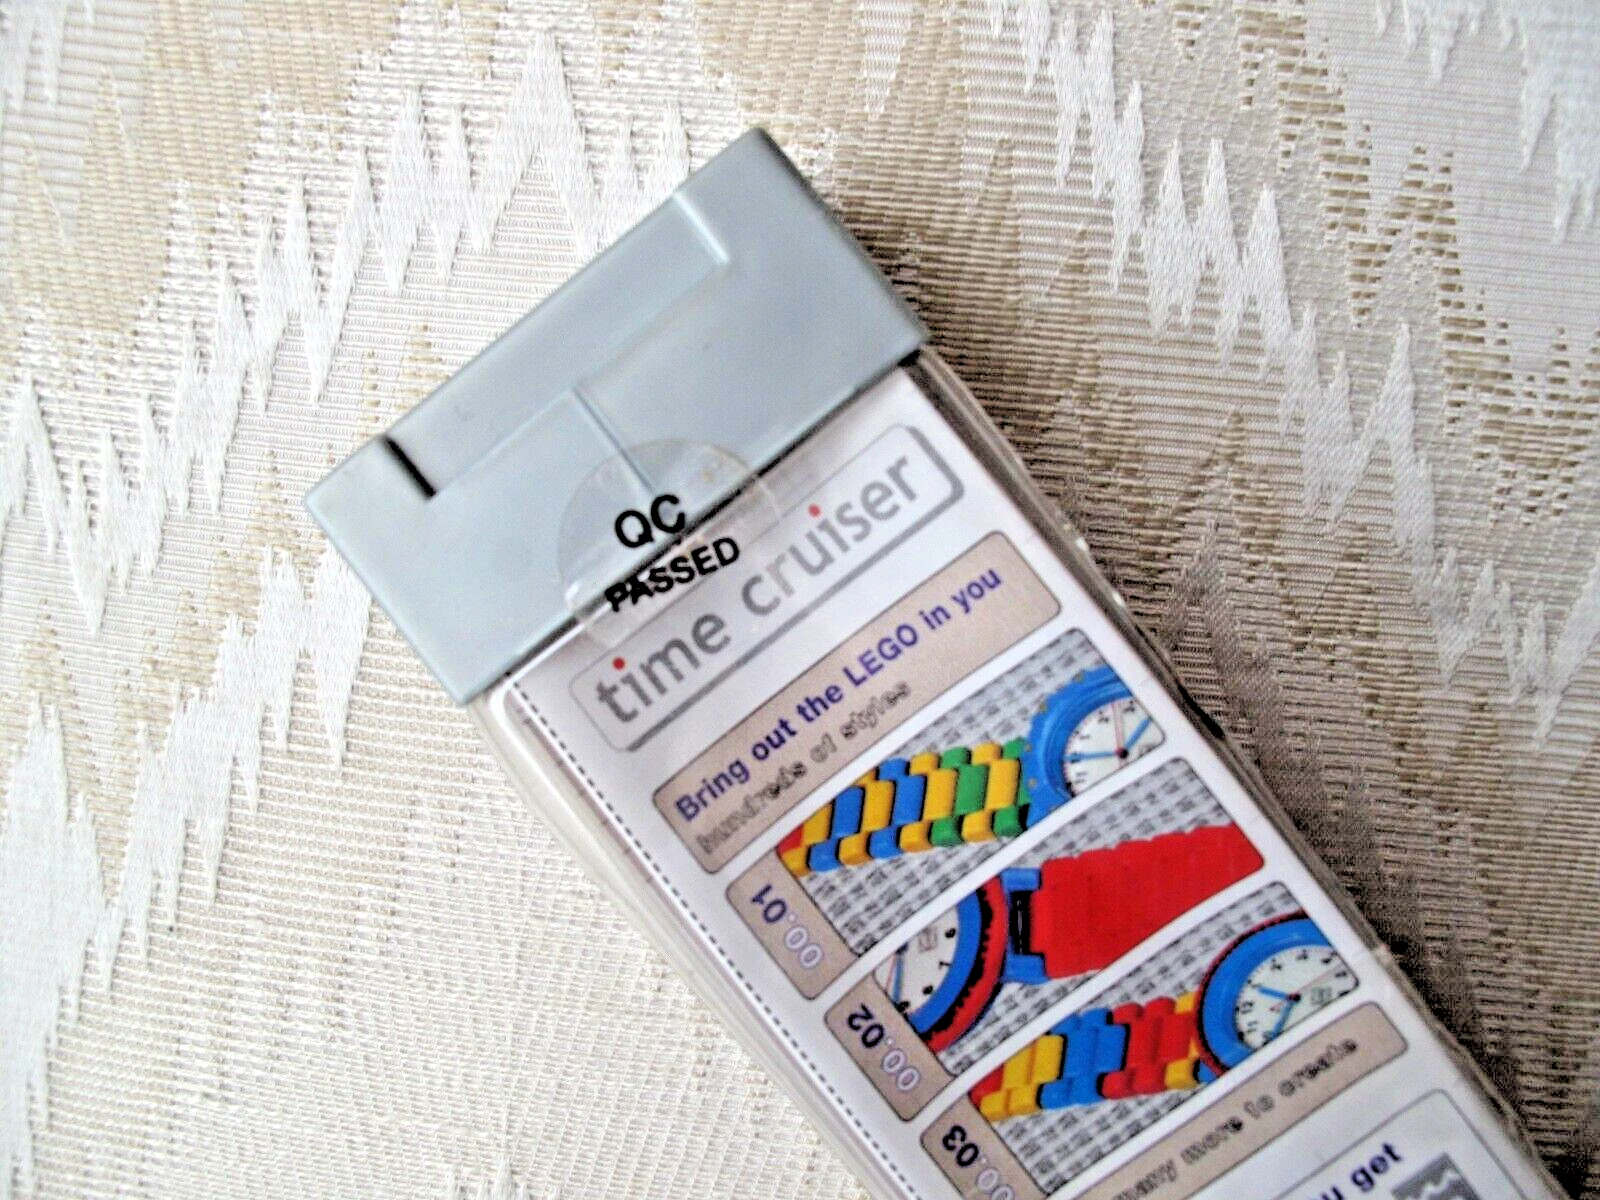 QC
PASSED
time cruiser
Bring out the LEGO in you
hundreds of styles
00.01
00.02
00.03
many more to create
get